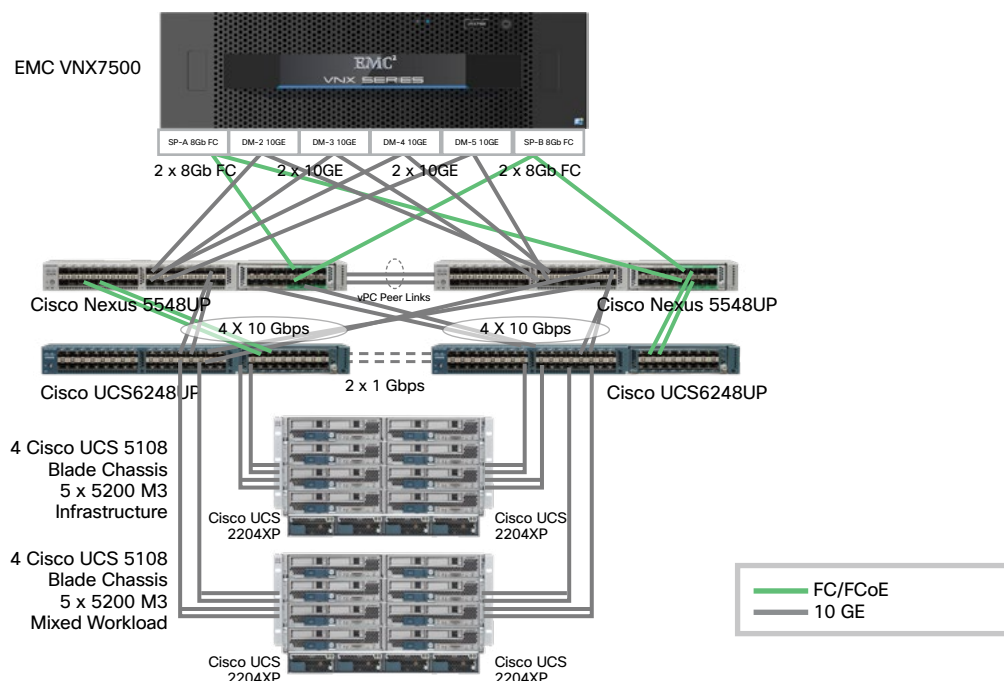 EMC VNX7500
EMC²
VNX SERIES
SP-A 8Gb FC
DM-2 10GE
DM-3 10GE
DM-4 10GE
DM-5 10GE
SP-B 8Gb FC
2 x 8Gb FC
2 x 10GE
2 x 10GE
2 x 8Gb FC
vPC Peer Links
Cisco Nexus 5548UP
Cisco Nexus 5548UP
4 X 10 Gbps
4 X 10 Gbps
Cisco UCS6248UP
2 x 1 Gbps
Cisco UCS6248UP
4 Cisco UCS 5108
Blade Chassis
5 x 5200 M3
Infrastructure
Cisco UCS
2204XP
Cisco UCS
2204XP
4 Cisco UCS 5108
Blade Chassis
5 x 5200 M3
Mixed Workload
Cisco UCS
2204XP
Cisco UCS
2204XP
FC/FCoE
10 GE